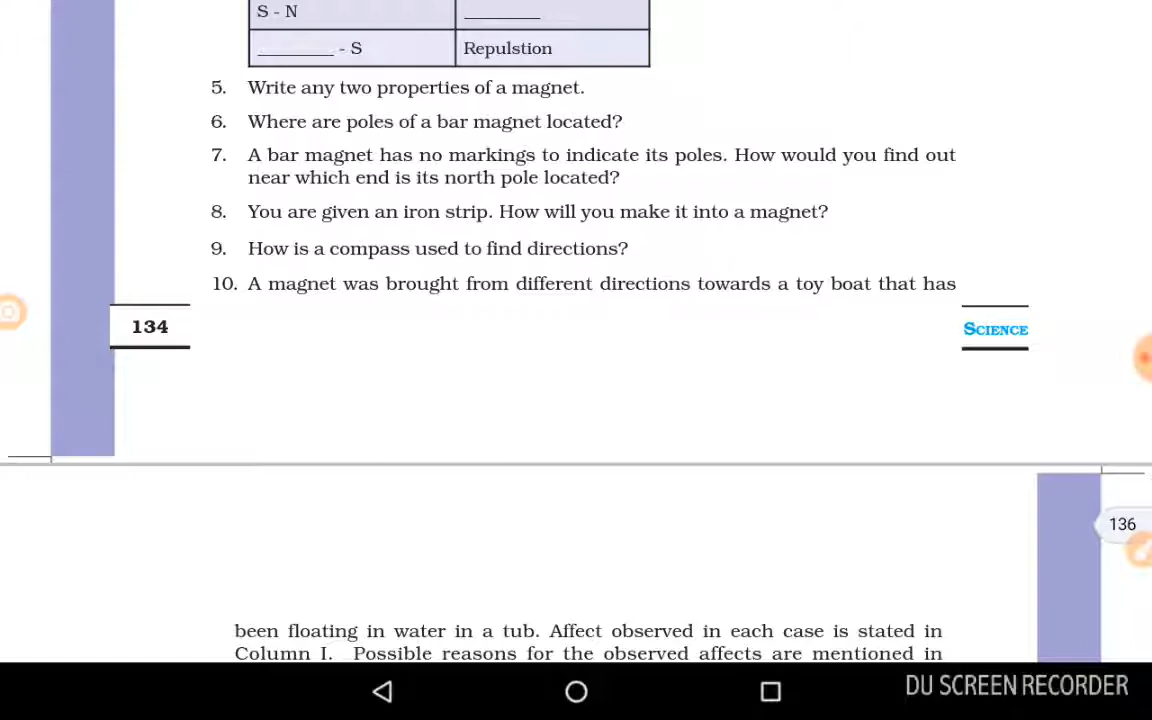 S - N ________
________ - S Repulstion
5. Write any two properties of a magnet.
6. Where are poles of a bar magnet located?
7. A bar magnet has no markings to indicate its poles. How would you find out
near which end is its north pole located?
8. You are given an iron strip. How will you make it into a magnet?
9. How is a compass used to find directions?
10. A magnet was brought from different directions towards a toy boat that has
134
SCIENCE
136
been floating in water in a tub. Affect observed in each case is stated in
Column I. Possible reasons for the observed affects are mentioned in
DU SCREEN RECORDER